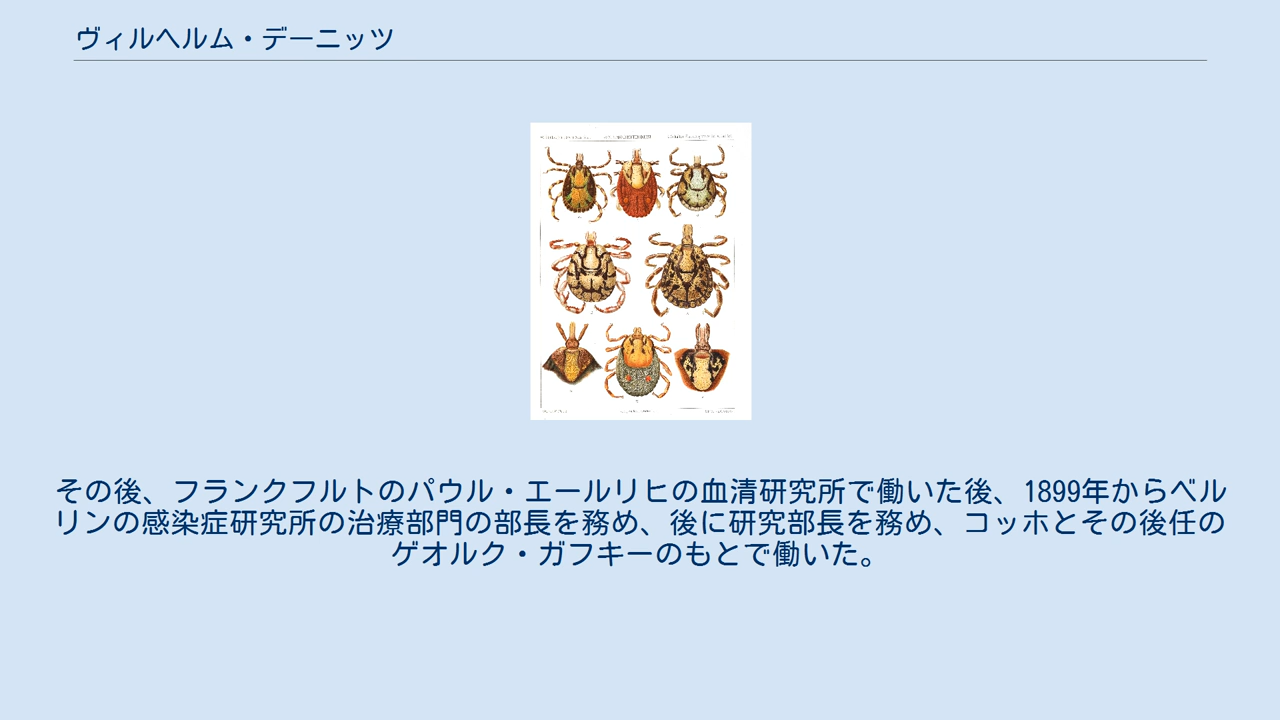 ヴィルヘルム・デーニッツ
その後、フランクフルトのパウル・エールリヒの血清研究所で働いた後、1899年からベル
リンの感染症研究所の治療部門の部長を務め、後に研究部長を務め、コッホとその後任の
ゲオルク・ガフキーのもとで働いた。